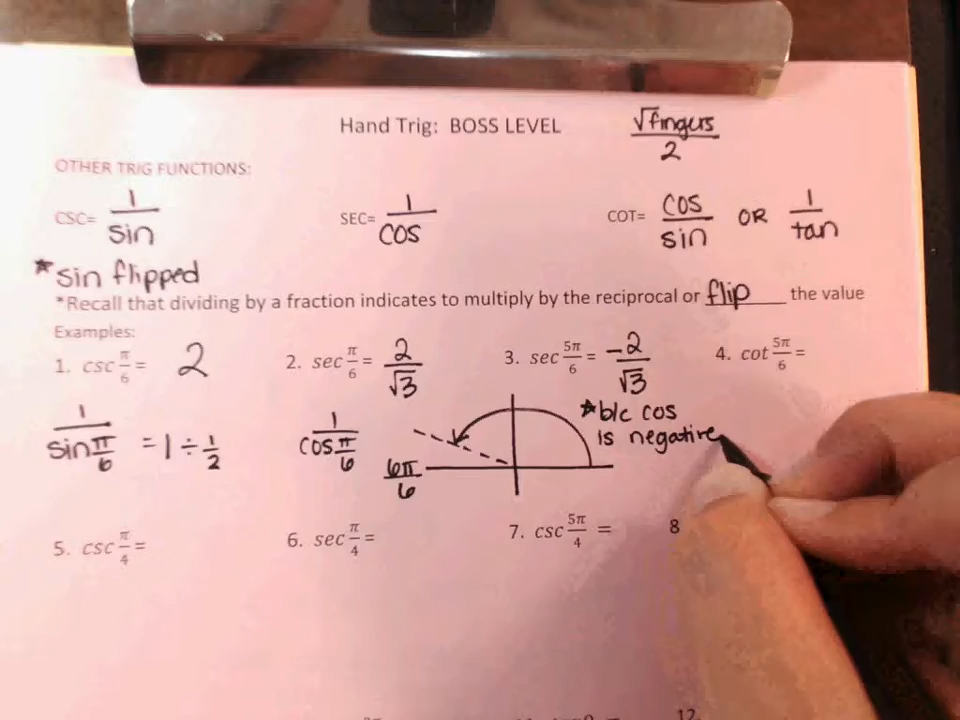 Hand Trig: BOSS LEVEL
√fingers
2
OTHER TRIG FUNCTIONS:
CSC= 1/sin SEC= 1/cos COT= cos/sin OR 1/tan
*sin flipped
*Recall that dividing by a fraction indicates to multiply by the reciprocal or flip the value
Examples:
1. csc π/6 = 2 2. sec π/6 = 2/√3 3. sec 5π/6 = -2/√3 4. cot 5π/6 =
1/sin π/6 = 1 ÷ 1/2 1/cos π/6 6π/6 *b/c cos
is negative
5. csc π/4 = 6. sec π/4 = 7. csc 5π/4 = 8
12.